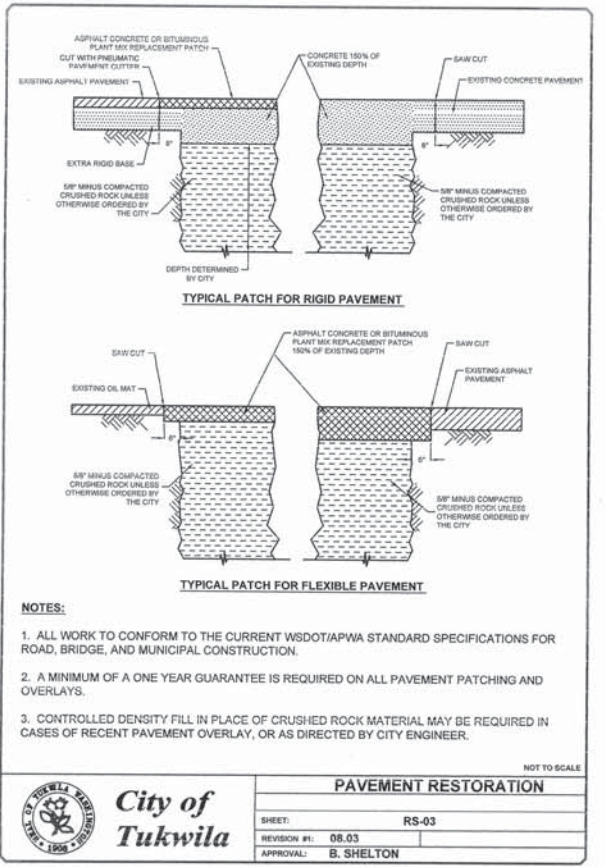 ASPHALT CONCRETE OR BITUMINOUS
PLANT MIX REPLACEMENT PATCH
CUT WITH PNEUMATIC
PAVEMENT CUTTER
EXISTING ASPHALT PAVEMENT
CONCRETE 150% OF
EXISTING DEPTH
SAW CUT
EXISTING CONCRETE PAVEMENT
6"
6"
EXTRA RIGID BASE
5/8" MINUS COMPACTED
CRUSHED ROCK UNLESS
OTHERWISE ORDERED BY
THE CITY
5/8" MINUS COMPACTED
CRUSHED ROCK UNLESS
OTHERWISE ORDERED BY
THE CITY
DEPTH DETERMINED
BY CITY
TYPICAL PATCH FOR RIGID PAVEMENT
ASPHALT CONCRETE OR BITUMINOUS
PLANT MIX REPLACEMENT PATCH
150% OF EXISTING DEPTH
SAW CUT
SAW CUT
EXISTING OIL MAT
EXISTING ASPHALT
PAVEMENT
6"
6"
5/8" MINUS COMPACTED
CRUSHED ROCK UNLESS
OTHERWISE ORDERED BY
THE CITY
5/8" MINUS COMPACTED
CRUSHED ROCK UNLESS
OTHERWISE ORDERED BY
THE CITY
TYPICAL PATCH FOR FLEXIBLE PAVEMENT
NOTES:
1. ALL WORK TO CONFORM TO THE CURRENT WSDOT/APWA STANDARD SPECIFICATIONS FOR
ROAD, BRIDGE, AND MUNICIPAL CONSTRUCTION.
2. A MINIMUM OF A ONE YEAR GUARANTEE IS REQUIRED ON ALL PAVEMENT PATCHING AND
OVERLAYS.
3. CONTROLLED DENSITY FILL IN PLACE OF CRUSHED ROCK MATERIAL MAY BE REQUIRED IN
CASES OF RECENT PAVEMENT OVERLAY, OR AS DIRECTED BY CITY ENGINEER.
NOT TO SCALE
SEAL OF TUKWILA WASHINGTON
1908
City of
Tukwila
PAVEMENT RESTORATION
SHEET: RS-03
REVISION #1: 08.03
APPROVAL: B. SHELTON